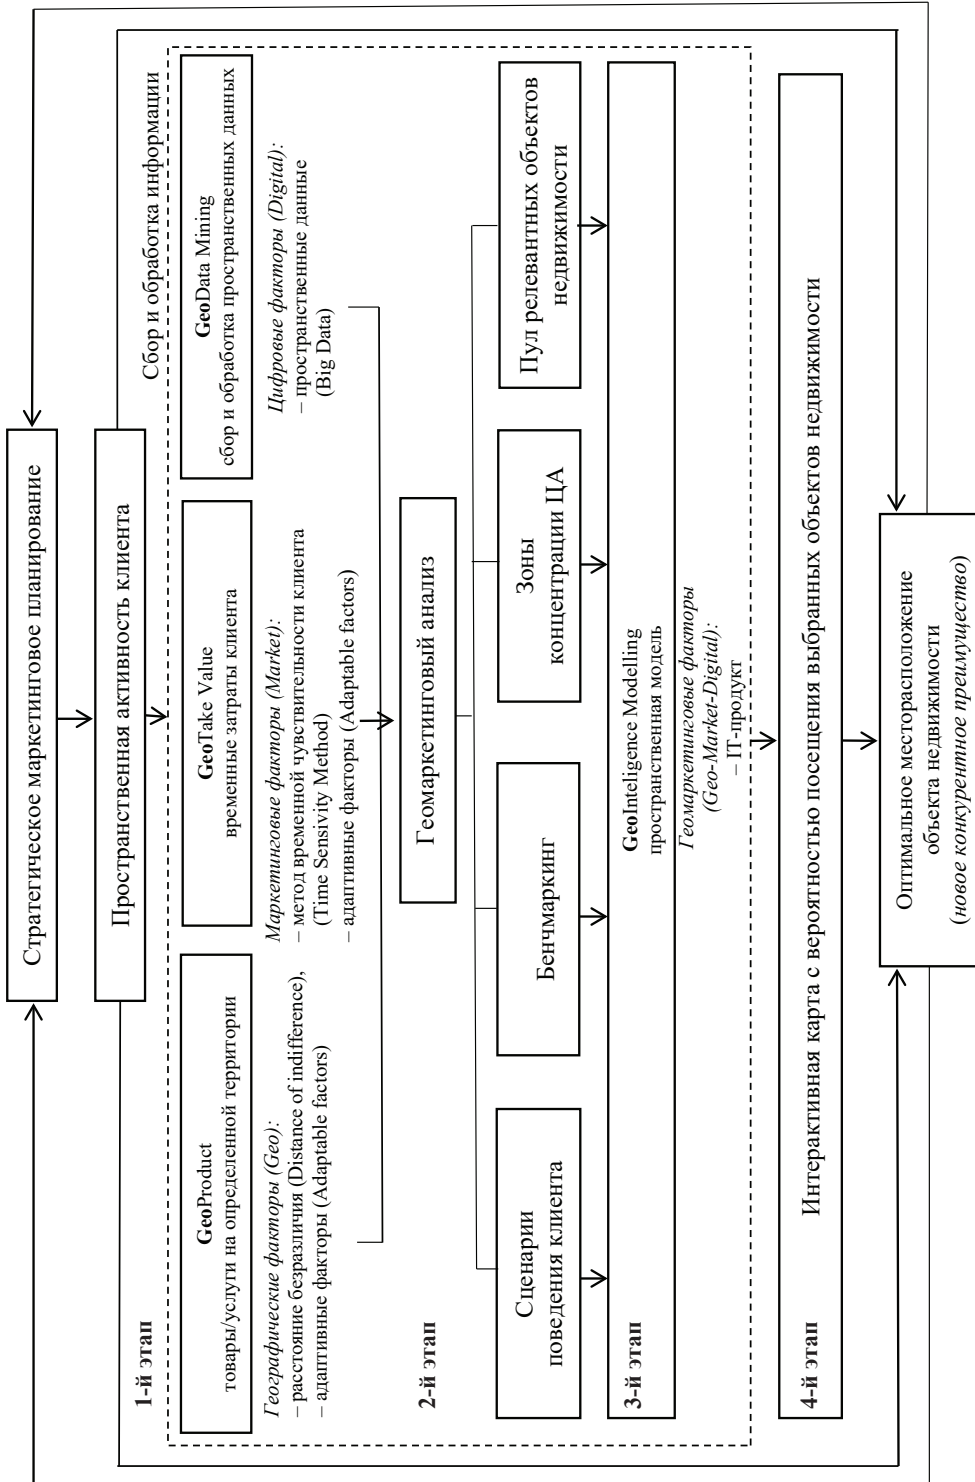 Стратегическое маркетинговое планирование
Пространственная активность клиента
Сбор и обработка информации
1-й этап
GeoProduct
товары/услуги на определенной территории
Географические факторы (Geo):
– расстояние безразличия (Distance of indifference),
– адаптивные факторы (Adaptable factors)
GeoTake Value
временные затраты клиента
Маркетинговые факторы (Market):
– метод временной чувствительности клиента
(Time Sensivity Method)
– адаптивные факторы (Adaptable factors)
GeoData Mining
сбор и обработка пространственных данных
Цифровые факторы (Digital):
– пространственные данные
(Big Data)
2-й этап
Геомаркетинговый анализ
Сценарии
поведения клиента
Бенчмаркинг
Зоны
концентрации ЦА
Пул релевантных объектов
недвижимости
3-й этап
GeoInteligence Modelling
пространственная модель
Геомаркетинговые факторы
(Geo-Market-Digital):
– IT-продукт
4-й этап
Интерактивная карта с вероятностью посещения выбранных объектов недвижимости
Оптимальное месторасположение
объекта недвижимости
(новое конкурентное преимущество)